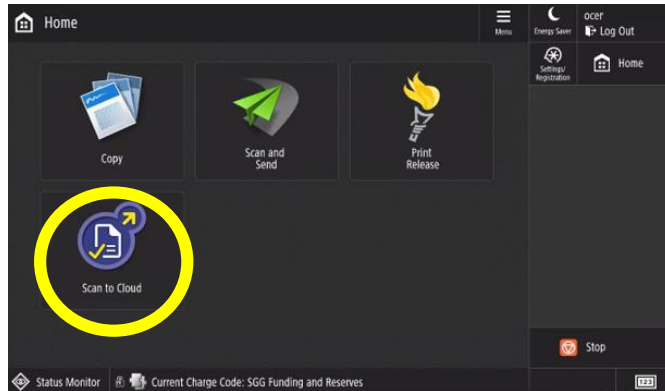 Home
Menu
Energy Saver
ocer
Log Out
Settings/
Registration
Home
Copy
Scan and
Send
Print
Release
Scan to Cloud
Stop
Status Monitor
Current Charge Code: SGG Funding and Reserves
123